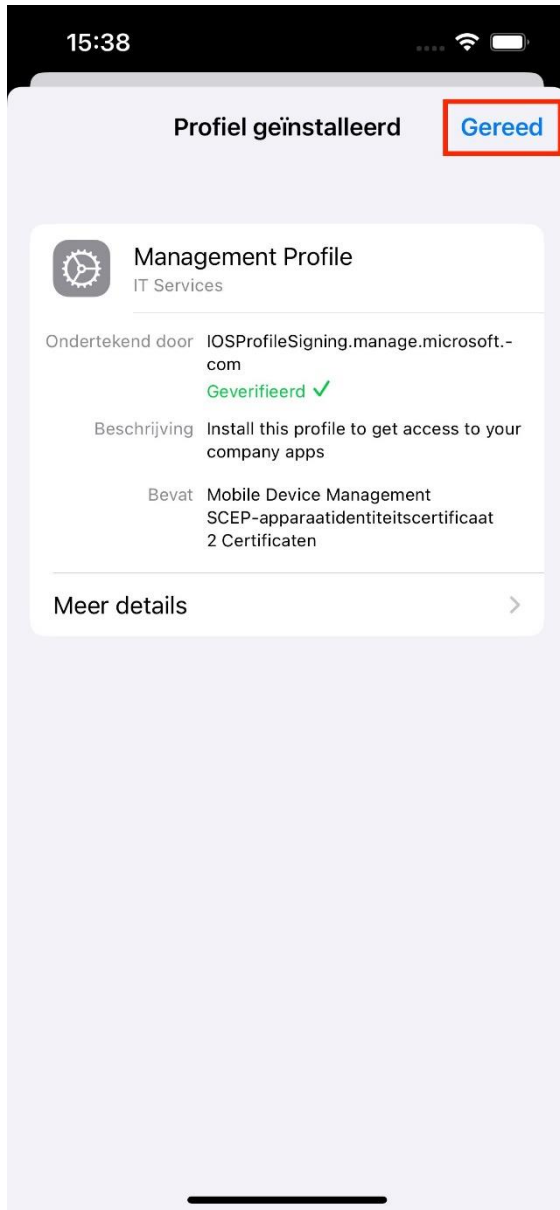 15:38
Profiel geïnstalleerd
Gereed
Management Profile
IT Services
Ondertekend door
IOSProfileSigning.manage.microsoft.-
com
Geverifieerd ✓
Beschrijving
Install this profile to get access to your
company apps
Bevat
Mobile Device Management
SCEP-apparaatidentiteitscertificaat
2 Certificaten
Meer details